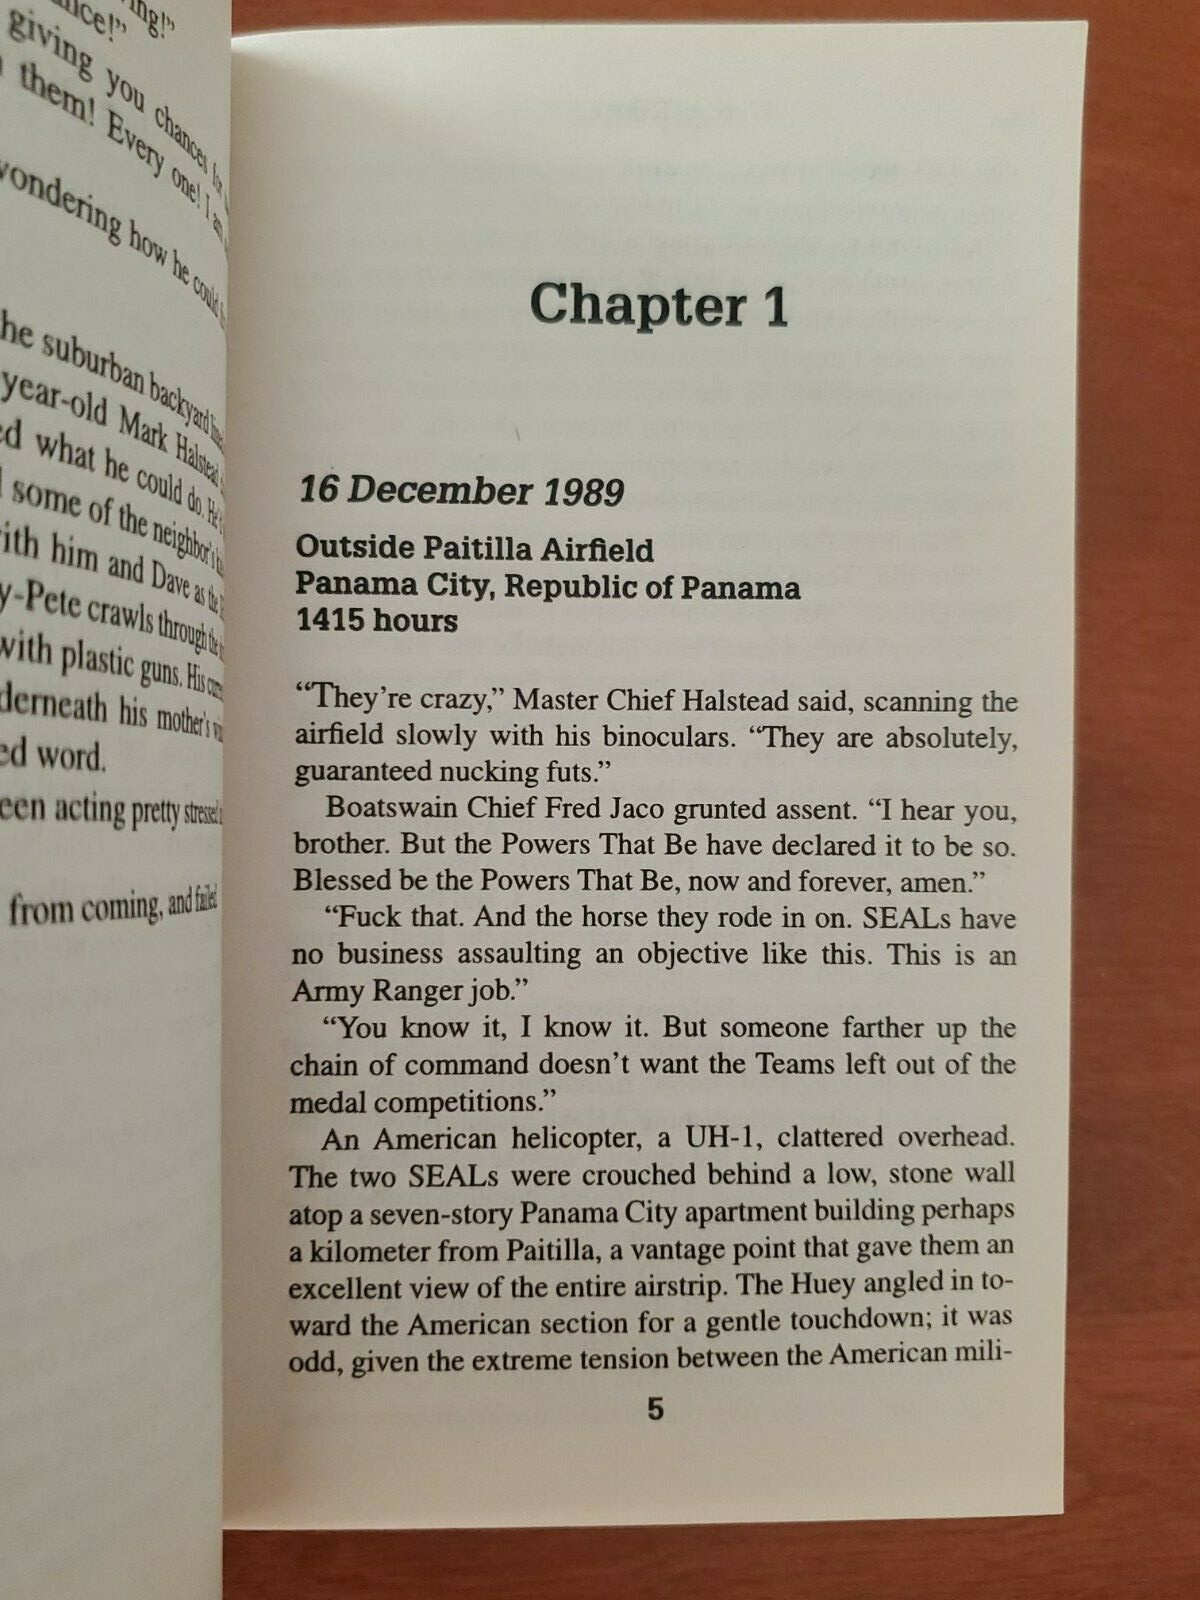 ing!”
ance!”
giving you chances for
them! Every one! I am
wondering how he could
he suburban backyard
year-old Mark Halstead
ed what he could do. He's
some of the neighbor's
ith him and Dave as the
y-Pete crawls through the
with plastic guns. His
derneath his mother's
ed word.
een acting pretty stressed
from coming, and failed
Chapter 1
16 December 1989
Outside Paitilla Airfield
Panama City, Republic of Panama
1415 hours
“They’re crazy,” Master Chief Halstead said, scanning the
airfield slowly with his binoculars. “They are absolutely,
guaranteed nucking futs.”
Boatswain Chief Fred Jaco grunted assent. “I hear you,
brother. But the Powers That Be have declared it to be so.
Blessed be the Powers That Be, now and forever, amen.”
“Fuck that. And the horse they rode in on. SEALs have
no business assaulting an objective like this. This is an
Army Ranger job.”
“You know it, I know it. But someone farther up the
chain of command doesn’t want the Teams left out of the
medal competitions.”
An American helicopter, a UH-1, clattered overhead.
The two SEALs were crouched behind a low, stone wall
atop a seven-story Panama City apartment building perhaps
a kilometer from Paitilla, a vantage point that gave them an
excellent view of the entire airstrip. The Huey angled in to-
ward the American section for a gentle touchdown; it was
odd, given the extreme tension between the American mili-
5